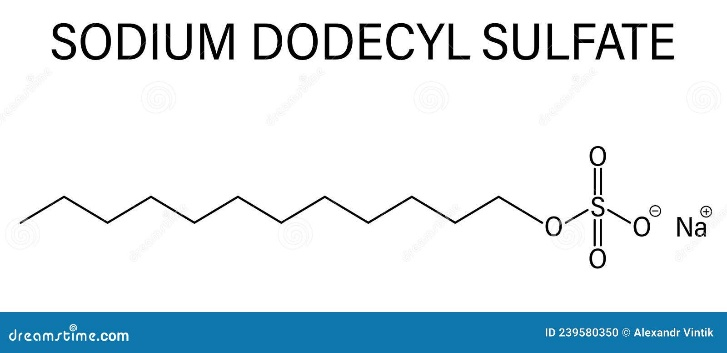 SODIUM DODECYL SULFATE
O
S
O O⊖ Na⊕
O
dreamstime.com ID 239580350 © Alexandr Vintik